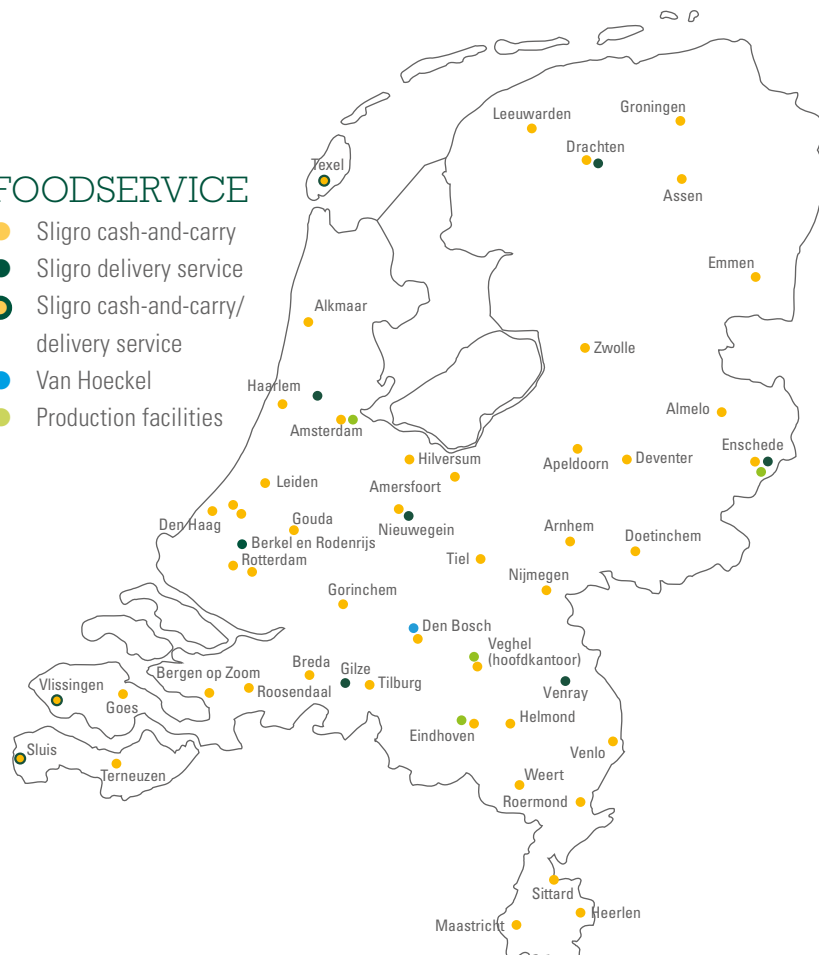 FOODSERVICE
Sligro cash-and-carry
Sligro delivery service
Sligro cash-and-carry/
delivery service
Van Hoeckel
Production facilities
Leeuwarden
Groningen
Drachten
Texel
Assen
Emmen
Alkmaar
Zwolle
Haarlem
Almelo
Amsterdam
Enschede
Hilversum
Apeldoorn
Deventer
Leiden
Amersfoort
Den Haag
Gouda
Nieuwegein
Arnhem
Doetinchem
Berkel en Rodenrijs
Rotterdam
Tiel
Nijmegen
Gorinchem
Den Bosch
Veghel
(hoofdkantoor)
Bergen op Zoom
Breda
Gilze
Tilburg
Vlissingen
Roosendaal
Venray
Goes
Helmond
Eindhoven
Sluis
Venlo
Terneuzen
Weert
Roermond
Sittard
Heerlen
Maastricht